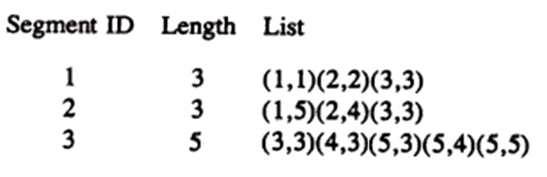 Segment ID Length List
1 3 (1,1)(2,2)(3,3)
2 3 (1,5)(2,4)(3,3)
3 5 (3,3)(4,3)(5,3)(5,4)(5,5)